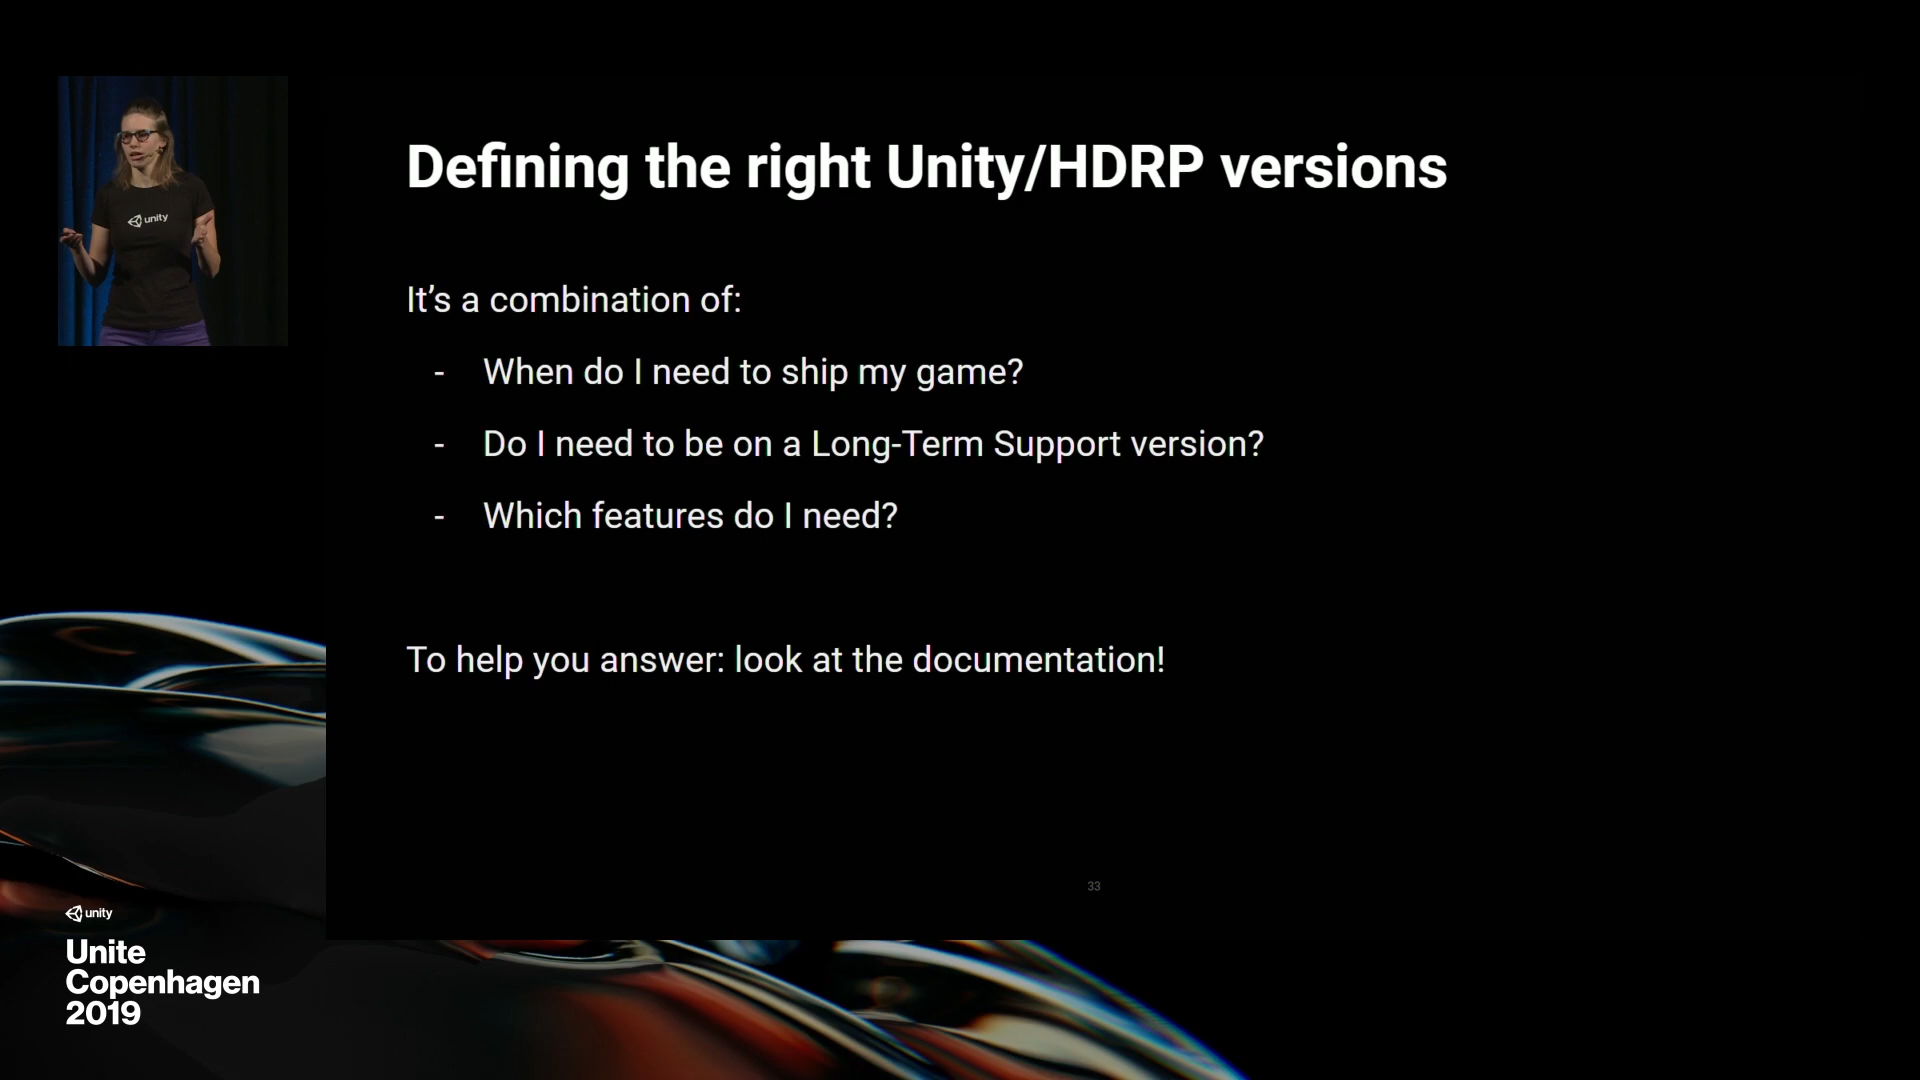 unity
Defining the right Unity/HDRP versions
It's a combination of:
- When do I need to ship my game?
- Do I need to be on a Long-Term Support version?
- Which features do I need?
To help you answer: look at the documentation!
33
unity
Unite
Copenhagen
2019